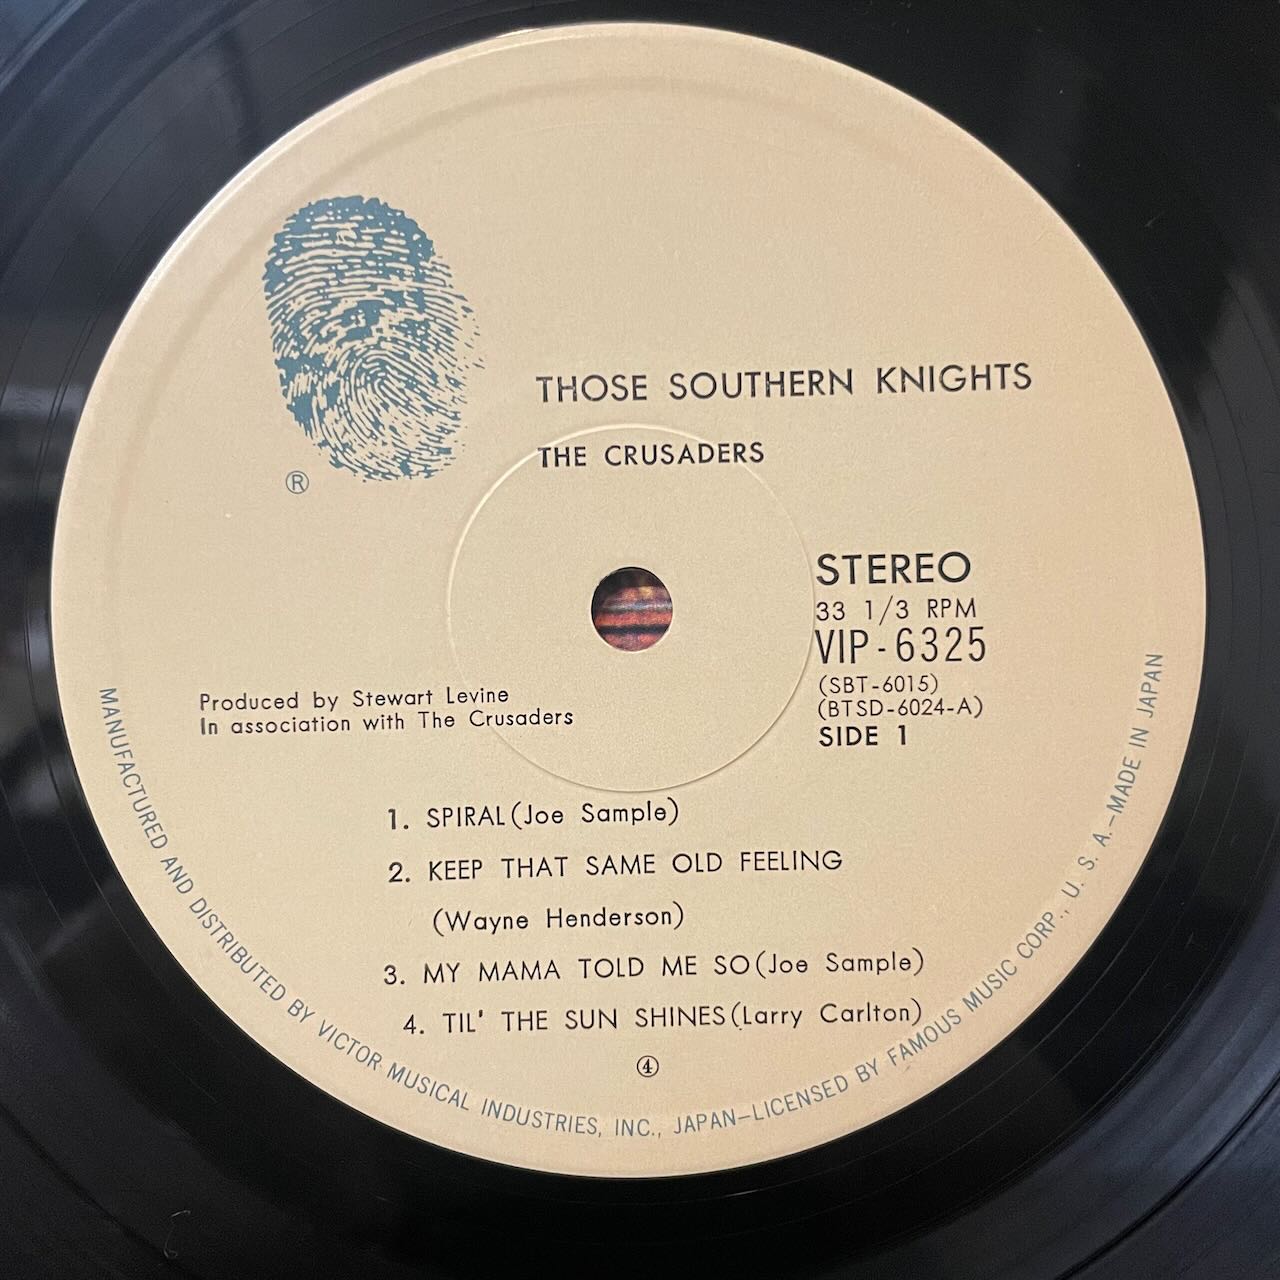 ®
THOSE SOUTHERN KNIGHTS
THE CRUSADERS
STEREO
33 1/3 RPM
VIP-6325
(SBT-6015)
(BTSD-6024-A)
SIDE 1
Produced by Stewart Levine
In association with The Crusaders
1. SPIRAL(Joe Sample)
2. KEEP THAT SAME OLD FEELING
(Wayne Henderson)
3. MY MAMA TOLD ME SO(Joe Sample)
4. TIL' THE SUN SHINES(Larry Carlton)
④
MANUFACTURED AND DISTRIBUTED BY VICTOR MUSICAL INDUSTRIES, INC., JAPAN–LICENSED BY FAMOUS MUSIC CORP., U. S. A.–MADE IN JAPAN